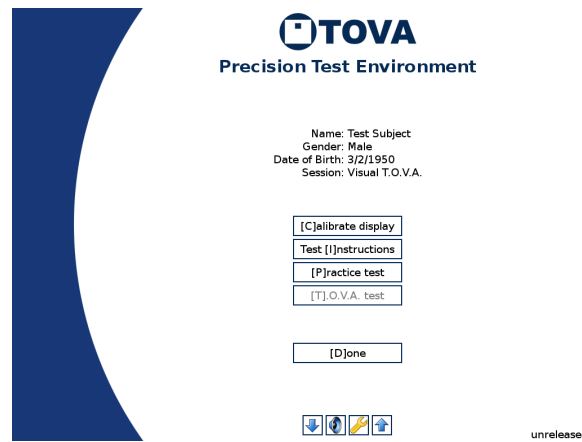 TOVA
Precision Test Environment
Name: Test Subject
Gender: Male
Date of Birth: 3/2/1950
Session: Visual T.O.V.A.
[C]alibrate display
Test [I]nstructions
[P]ractice test
[T].O.V.A. test
[D]one
unrelease